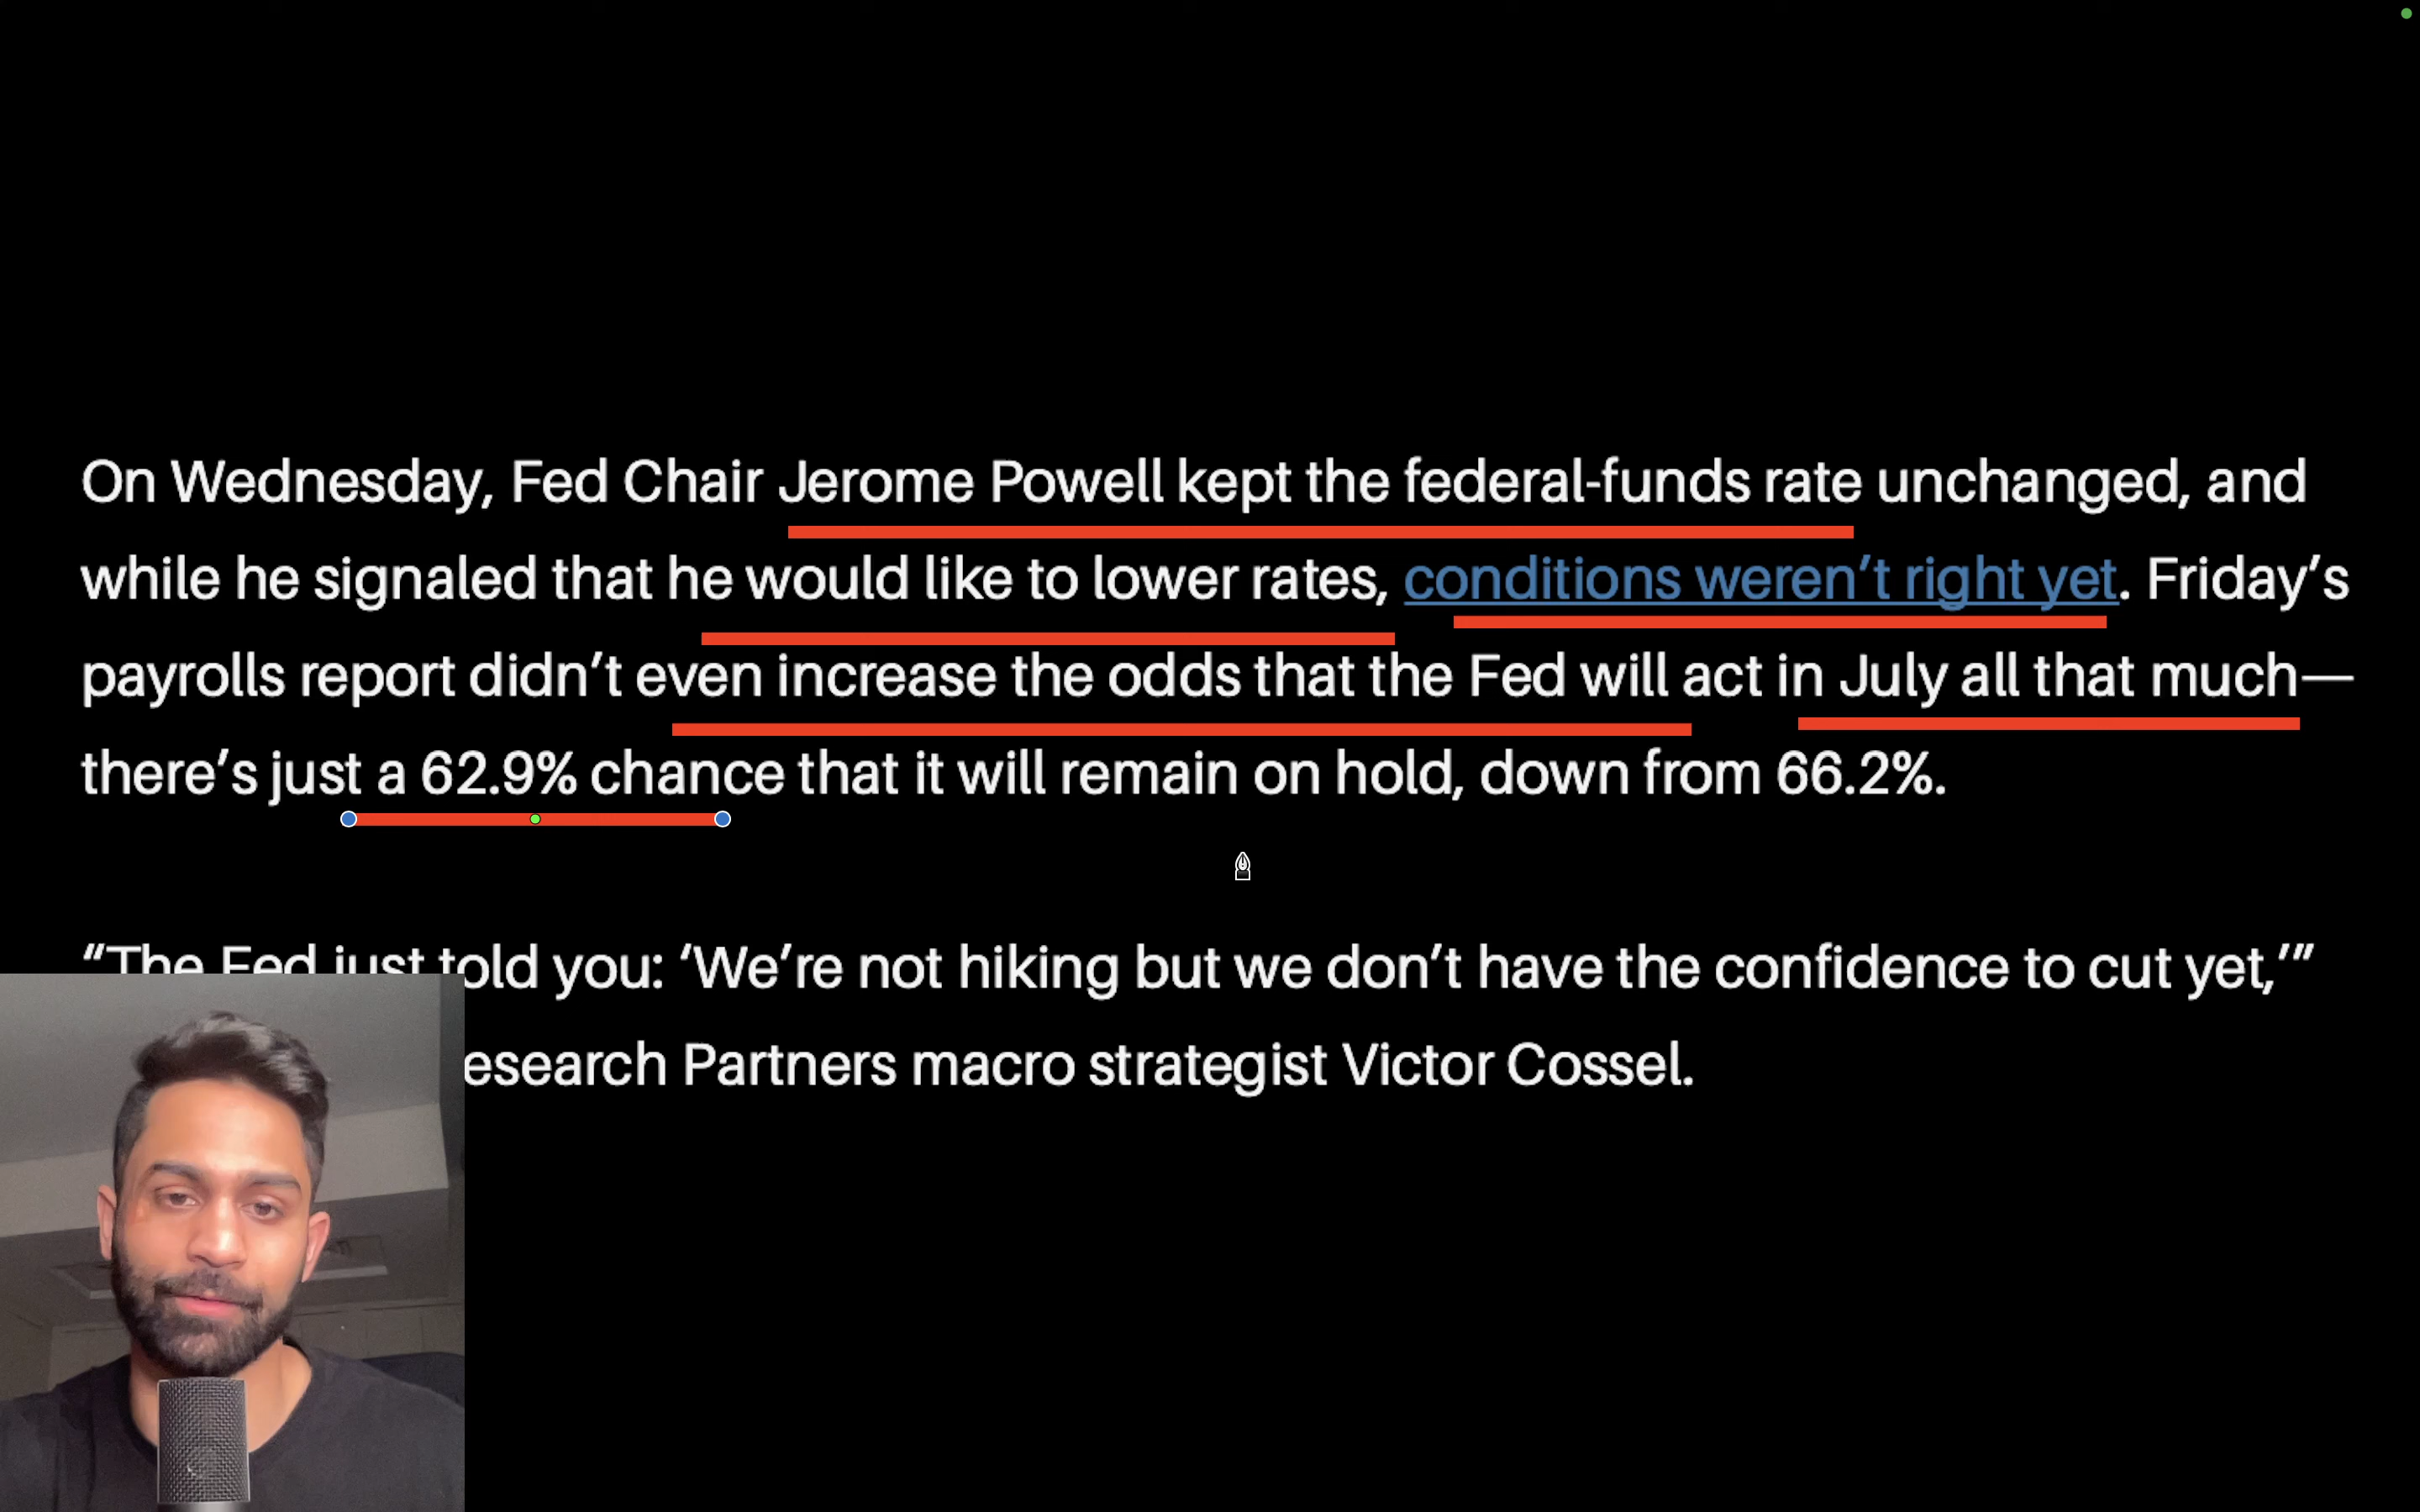 On Wednesday, Fed Chair Jerome Powell kept the federal-funds rate unchanged, and
while he signaled that he would like to lower rates, conditions weren’t right yet. Friday’s
payrolls report didn’t even increase the odds that the Fed will act in July all that much—
there’s just a 62.9% chance that it will remain on hold, down from 66.2%.
“The Fed just told you: ‘We’re not hiking but we don’t have the confidence to cut yet,’”
Partners macro strategist Victor Cossel.